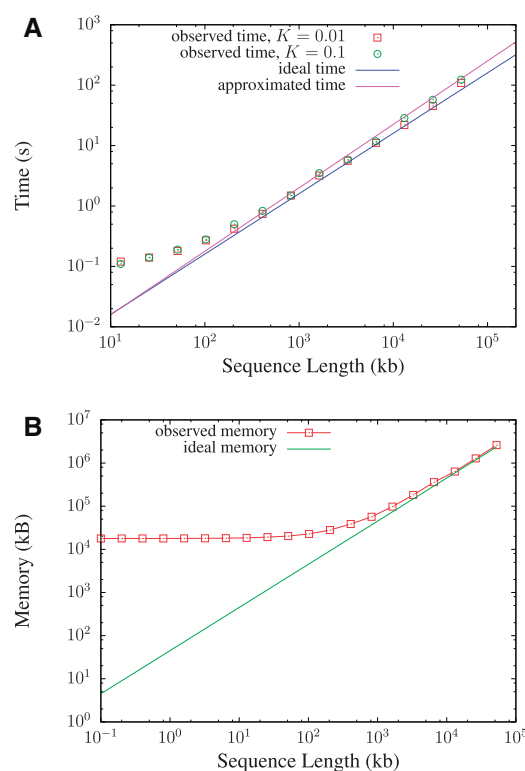 A
observed time, K = 0.01
observed time, K = 0.1
ideal time
approximated time
Time (s)
10^3
10^2
10^1
10^0
10^-1
10^-2
10^1 10^2 10^3 10^4 10^5
Sequence Length (kb)
B
observed memory
ideal memory
Memory (kB)
10^7
10^6
10^5
10^4
10^3
10^2
10^1
10^0
10^-1 10^0 10^1 10^2 10^3 10^4 10^5
Sequence Length (kb)